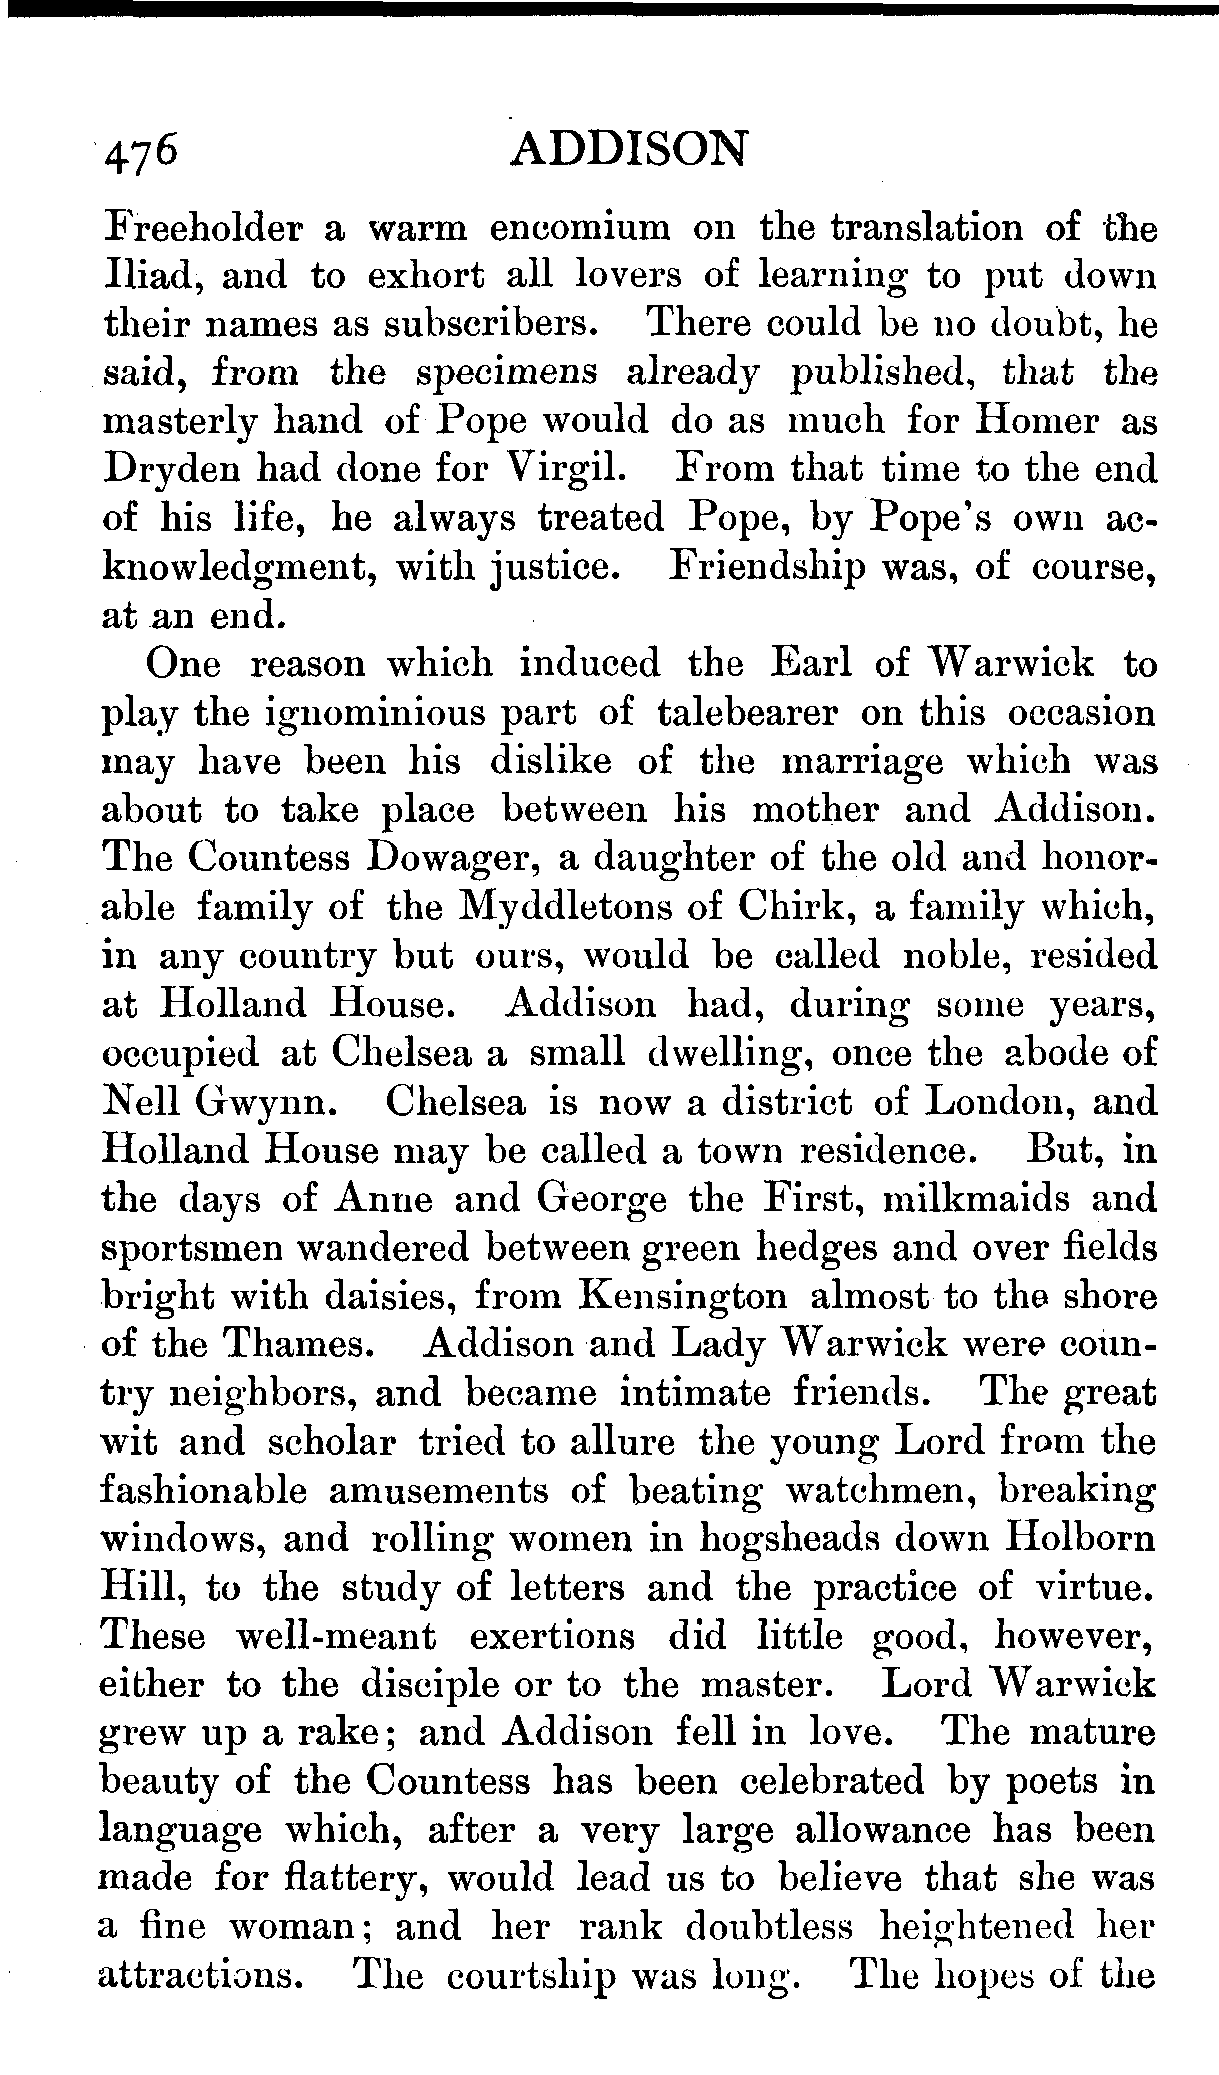 476 ADDISON
Freeholder a warm encomium on the translation of the
Iliad, and to exhort all lovers of learning to put down
their names as subscribers. There could be no doubt, he
said, from the specimens already published, that the
masterly hand of Pope would do as much for Homer as
Dryden had done for Virgil. From that time to the end
of his life, he always treated Pope, by Pope's own ac-
knowledgment, with justice. Friendship was, of course,
at an end.
One reason which induced the Earl of Warwick to
play the ignominious part of talebearer on this occasion
may have been his dislike of the marriage which was
about to take place between his mother and Addison.
The Countess Dowager, a daughter of the old and honor-
able family of the Myddletons of Chirk, a family which,
in any country but ours, would be called noble, resided
at Holland House. Addison had, during some years,
occupied at Chelsea a small dwelling, once the abode of
Nell Gwynn. Chelsea is now a district of London, and
Holland House may be called a town residence. But, in
the days of Anne and George the First, milkmaids and
sportsmen wandered between green hedges and over fields
bright with daisies, from Kensington almost to the shore
of the Thames. Addison and Lady Warwick were coun-
try neighbors, and became intimate friends. The great
wit and scholar tried to allure the young Lord from the
fashionable amusements of beating watchmen, breaking
windows, and rolling women in hogsheads down Holborn
Hill, to the study of letters and the practice of virtue.
These well-meant exertions did little good, however,
either to the disciple or to the master. Lord Warwick
grew up a rake; and Addison fell in love. The mature
beauty of the Countess has been celebrated by poets in
language which, after a very large allowance has been
made for flattery, would lead us to believe that she was
a fine woman; and her rank doubtless heightened her
attractions. The courtship was long. The hopes of the